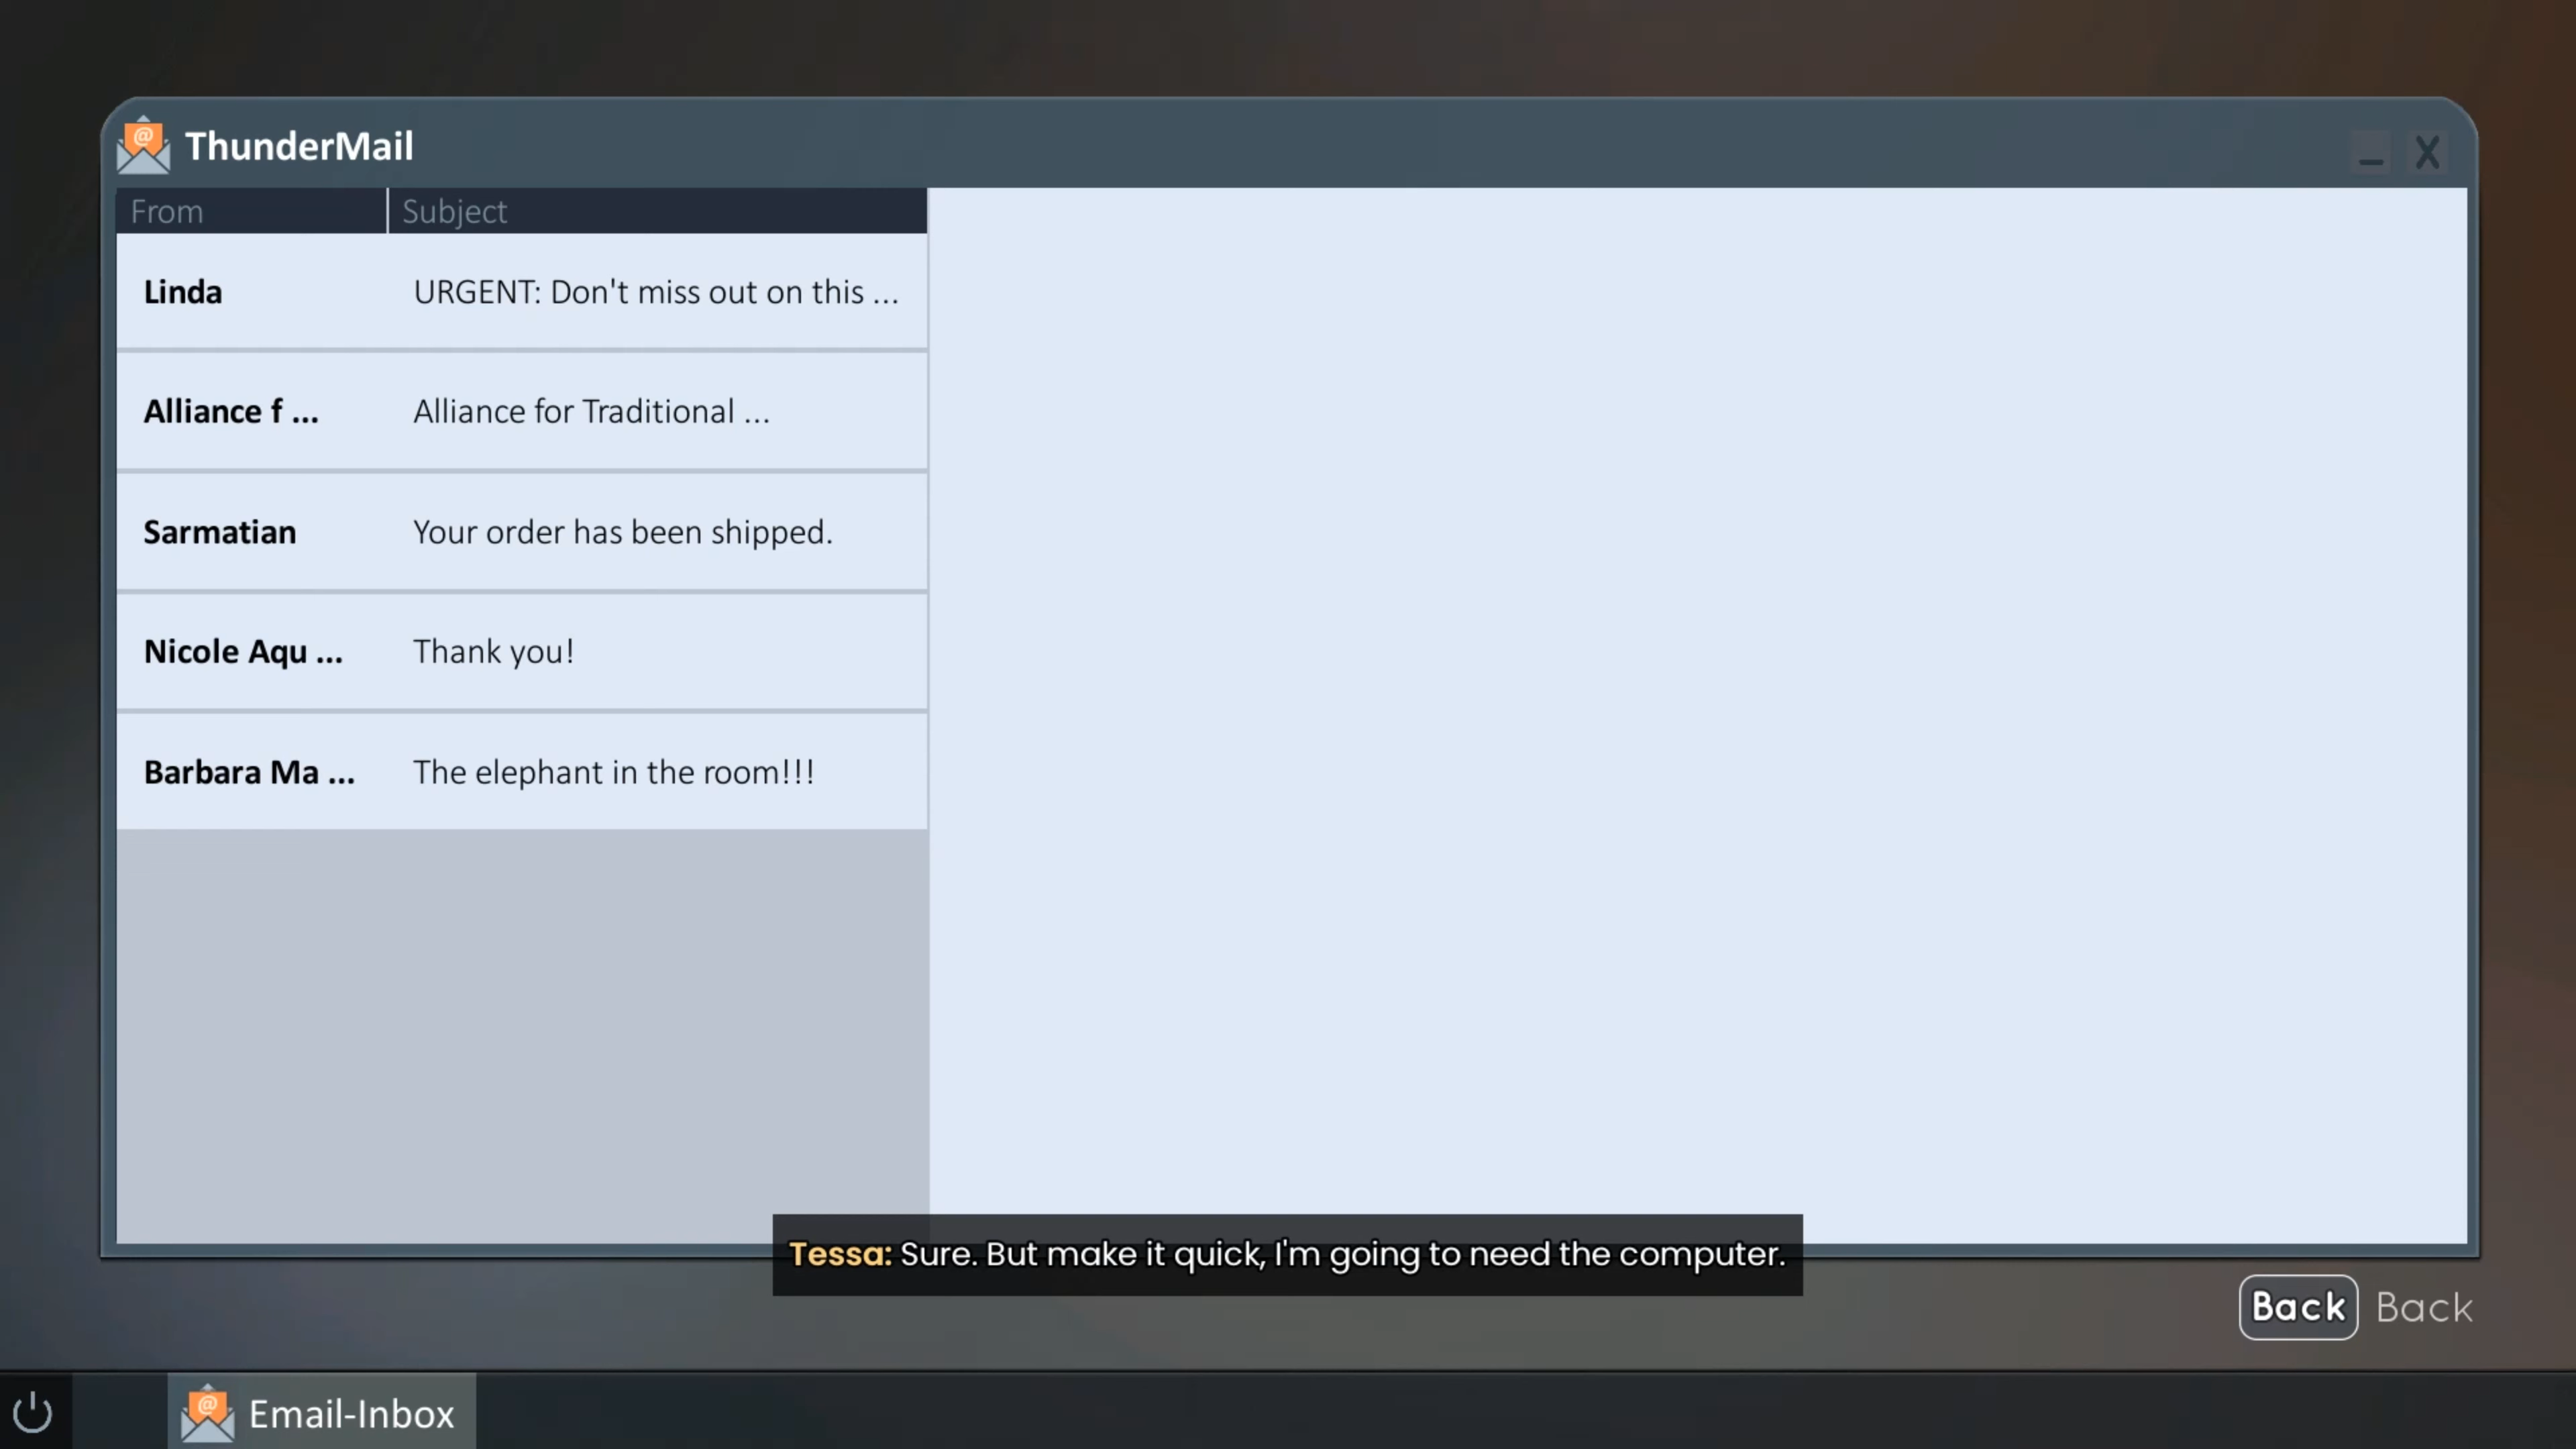 ThunderMail
From Subject
Linda URGENT: Don't miss out on this ...
Alliance f ... Alliance for Traditional ...
Sarmatian Your order has been shipped.
Nicole Aqu ... Thank you!
Barbara Ma ... The elephant in the room!!!
Tessa: Sure. But make it quick, I'm going to need the computer.
Back Back
Email-Inbox